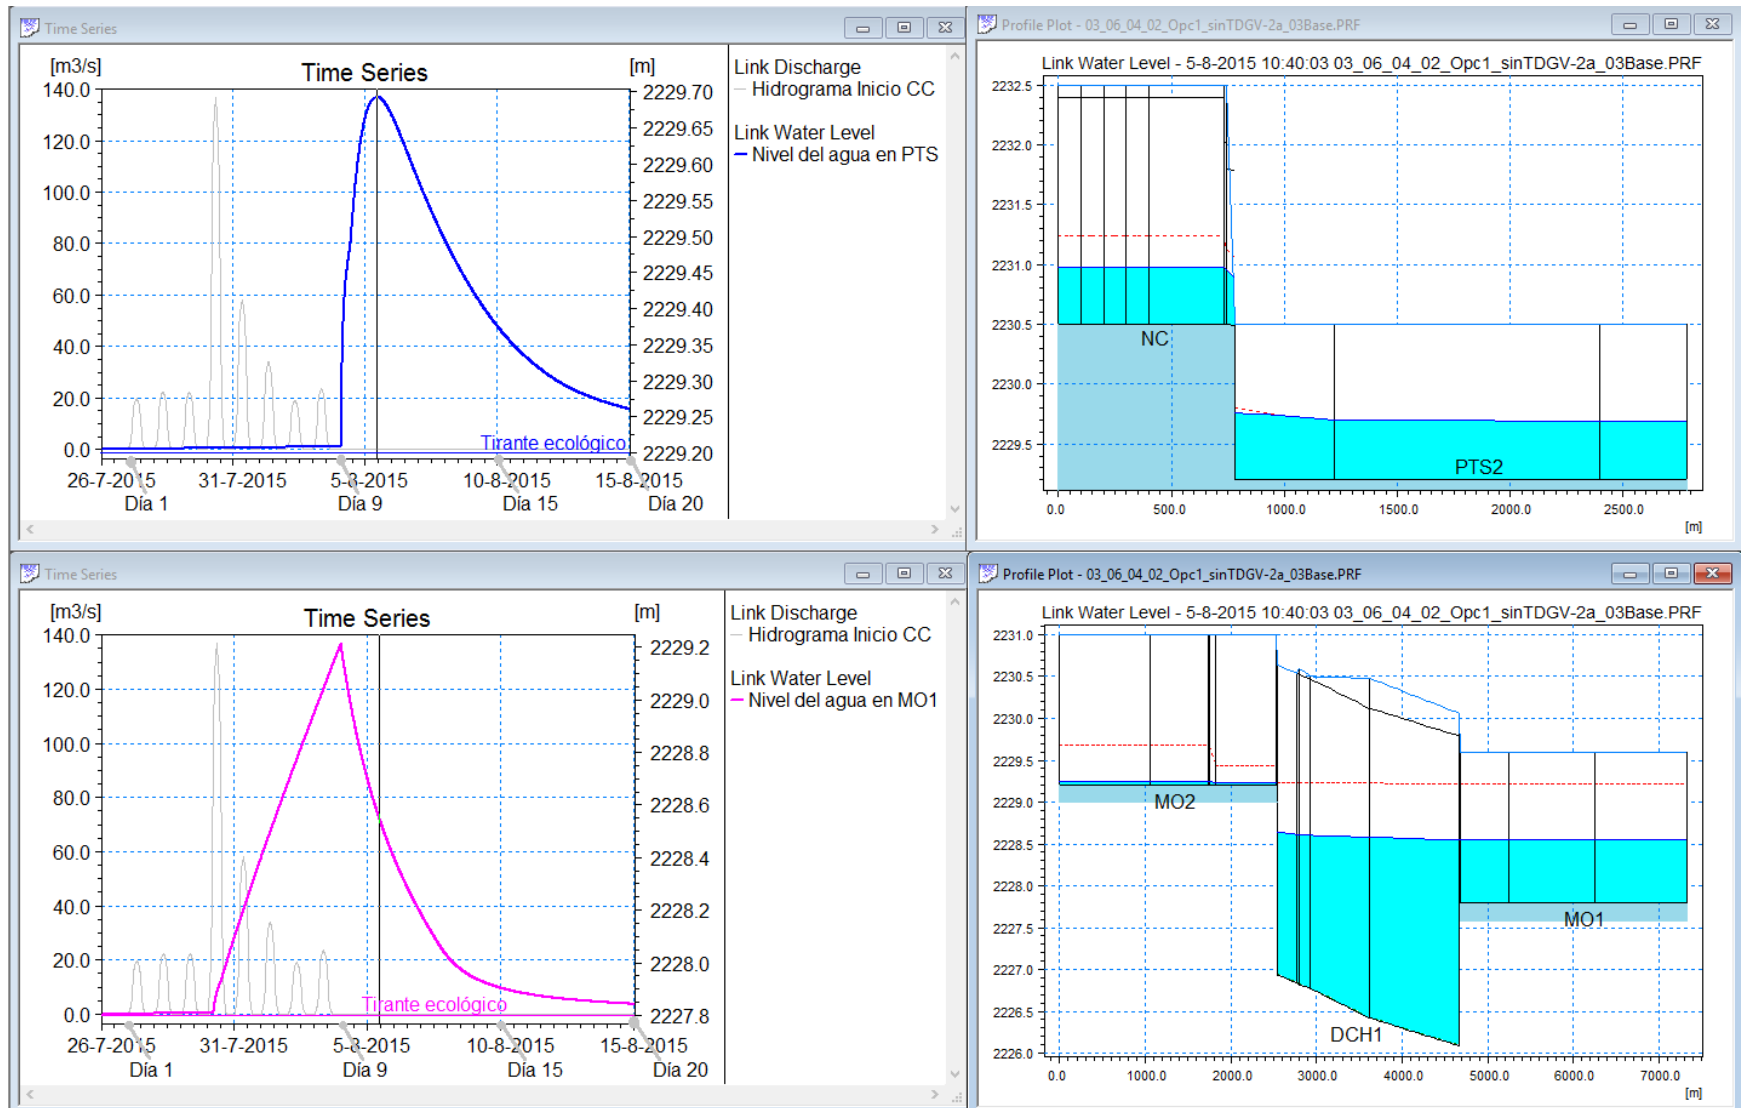 Time Series
Time Series
[m3/s]
[m]
140.0
120.0
100.0
80.0
60.0
40.0
20.0
0.0
2229.70
2229.65
2229.60
2229.55
2229.50
2229.45
2229.40
2229.35
2229.30
2229.25
2229.20
Tirante ecológico
26-7-2015
31-7-2015
5-8-2015
10-8-2015
15-8-2015
Día 1
Día 9
Día 15
Día 20
Link Discharge
Hidrograma Inicio CC
Link Water Level
Nivel del agua en PTS
Profile Plot - 03_06_04_02_Opc1_sinTDGV-2a_03Base.PRF
Link Water Level - 5-8-2015 10:40:03 03_06_04_02_Opc1_sinTDGV-2a_03Base.PRF
2232.5
2232.0
2231.5
2231.0
2230.5
2230.0
2229.5
NC
PTS2
0.0
500.0
1000.0
1500.0
2000.0
2500.0
[m]
Time Series
Time Series
[m3/s]
[m]
140.0
120.0
100.0
80.0
60.0
40.0
20.0
0.0
2229.2
2229.0
2228.8
2228.6
2228.4
2228.2
2228.0
2227.8
Tirante ecológico
26-7-2015
31-7-2015
5-8-2015
10-8-2015
15-8-2015
Día 1
Día 9
Día 15
Día 20
Link Discharge
Hidrograma Inicio CC
Link Water Level
Nivel del agua en MO1
Profile Plot - 03_06_04_02_Opc1_sinTDGV-2a_03Base.PRF
Link Water Level - 5-8-2015 10:40:03 03_06_04_02_Opc1_sinTDGV-2a_03Base.PRF
2231.0
2230.5
2230.0
2229.5
2229.0
2228.5
2228.0
2227.5
2227.0
2226.5
2226.0
MO2
DCH1
MO1
0.0
1000.0
2000.0
3000.0
4000.0
5000.0
6000.0
7000.0
[m]